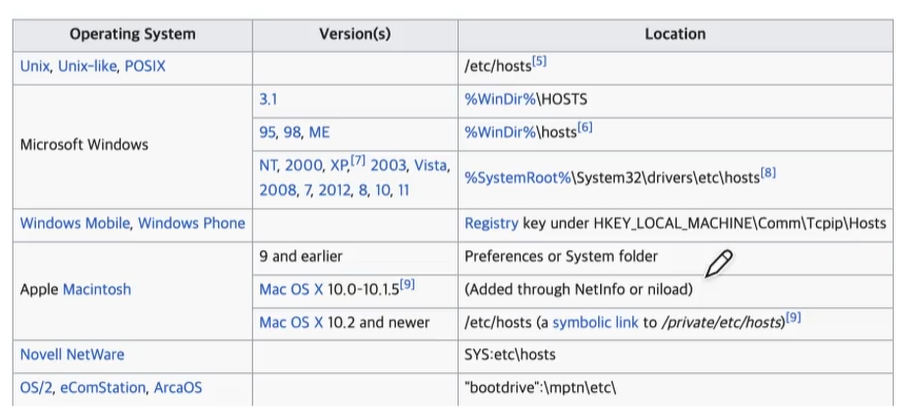 Operating System Version(s) Location
Unix, Unix-like, POSIX /etc/hosts[5]
Microsoft Windows
3.1 %WinDir%\HOSTS
95, 98, ME %WinDir%\hosts[6]
NT, 2000, XP,[7] 2003, Vista,
2008, 7, 2012, 8, 10, 11
%SystemRoot%\System32\drivers\etc\hosts[8]
Windows Mobile, Windows Phone Registry key under HKEY_LOCAL_MACHINE\Comm\Tcpip\Hosts
Apple Macintosh
9 and earlier Preferences or System folder
Mac OS X 10.0-10.1.5[9] (Added through NetInfo or niload)
Mac OS X 10.2 and newer /etc/hosts (a symbolic link to /private/etc/hosts)[9]
Novell NetWare SYS:etc\hosts
OS/2, eComStation, ArcaOS "bootdrive":\mptn\etc\